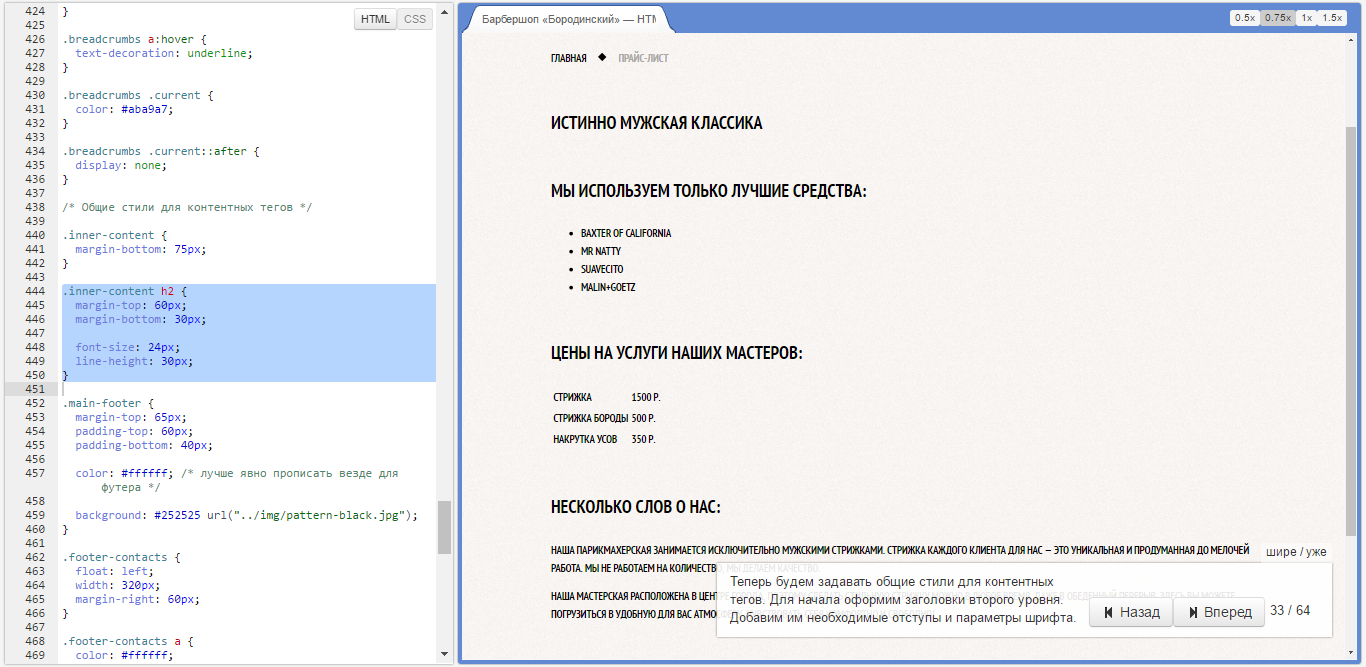 424 }
425
426 .breadcrumbs a:hover {
427 text-decoration: underline;
428 }
429
430 .breadcrumbs .current {
431 color: #aba9a7;
432 }
433
434 .breadcrumbs .current::after {
435 display: none;
436 }
437
438 /* Общие стили для контентных тегов */
439
440 .inner-content {
441 margin-bottom: 75px;
442 }
443
444 .inner-content h2 {
445 margin-top: 60px;
446 margin-bottom: 30px;
447
448 font-size: 24px;
449 line-height: 30px;
450 }
451
452 .main-footer {
453 margin-top: 65px;
454 padding-top: 60px;
455 padding-bottom: 40px;
456
457 color: #ffffff; /* лучше явно прописать везде для
футера */
458
459 background: #252525 url("../img/pattern-black.jpg");
460 }
461
462 .footer-contacts {
463 float: left;
464 width: 320px;
465 margin-right: 60px;
466 }
467
468 .footer-contacts a {
469 color: #ffffff;
HTML CSS
Барбершоп «Бородинский» — HTM
0.5x 0.75x 1x 1.5x
ГЛАВНАЯ ◆ ПРАЙС-ЛИСТ
ИСТИННО МУЖСКАЯ КЛАССИКА
МЫ ИСПОЛЬЗУЕМ ТОЛЬКО ЛУЧШИЕ СРЕДСТВА:
• BAXTER OF CALIFORNIA
• MR NATTY
• SUAVECITO
• MALIN+GOETZ
ЦЕНЫ НА УСЛУГИ НАШИХ МАСТЕРОВ:
СТРИЖКА 1500 Р.
СТРИЖКА БОРОДЫ 500 Р.
НАКРУТКА УСОВ 350 Р.
НЕСКОЛЬКО СЛОВ О НАС:
НАША ПАРИКМАХЕРСКАЯ ЗАНИМАЕТСЯ ИСКЛЮЧИТЕЛЬНО МУЖСКИМИ СТРИЖКАМИ. СТРИЖКА КАЖДОГО КЛИЕНТА ДЛЯ НАС – ЭТО УНИКАЛЬНАЯ И ПРОДУМАННАЯ ДО МЕЛОЧЕЙ
РАБОТА. МЫ НЕ РАБОТАЕМ НА КОЛИЧЕСТВО, МЫ ДЕЛАЕМ КАЧЕСТВО.
НАША МАСТЕРСКАЯ РАСПОЛОЖЕНА В
ПОГРУЗИТЬСЯ В УДОБНУЮ ДЛЯ ВАС
шире / уже
Теперь будем задавать общие стили для контентных
тегов. Для начала оформим заголовки второго уровня.
Добавим им необходимые отступы и параметры шрифта.
Назад Вперед 33 / 64